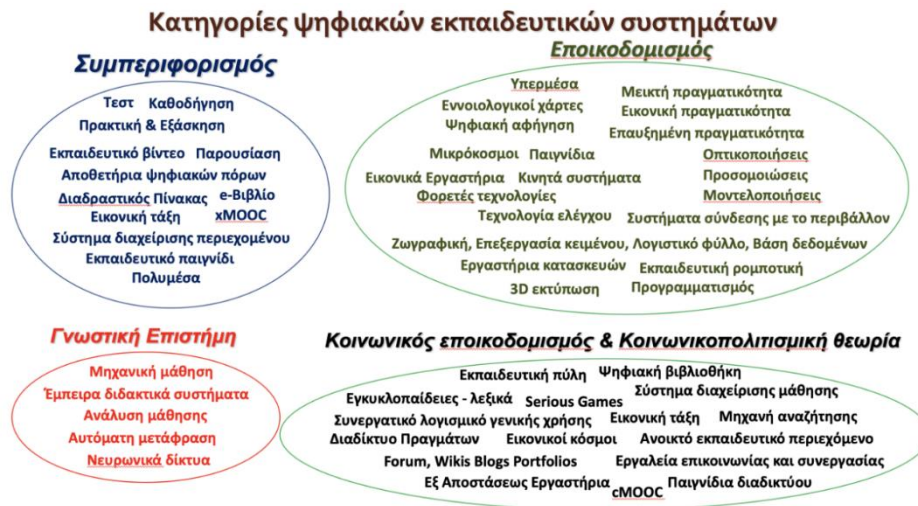 Κατηγορίες ψηφιακών εκπαιδευτικών συστημάτων
Συμπεριφορισμός
Τεστ Καθοδήγηση
Πρακτική & Εξάσκηση
Εκπαιδευτικό βίντεο Παρουσίαση
Αποθετήρια ψηφιακών πόρων
Διαδραστικός Πίνακας e-Βιβλίο
Εικονική τάξη xMOOC
Σύστημα διαχείρισης περιεχομένου
Εκπαιδευτικό παιγνίδι
Πολυμέσα
Εποικοδομισμός
Υπερμέσα Μεικτή πραγματικότητα
Εννοιολογικοί χάρτες Εικονική πραγματικότητα
Ψηφιακή αφήγηση Επαυξημένη πραγματικότητα
Μικρόκοσμοι Παιγνίδια Οπτικοποιήσεις
Εικονικά Εργαστήρια Κινητά συστήματα Προσομοιώσεις
Φορετές τεχνολογίες Μοντελοποιήσεις
Τεχνολογία ελέγχου Συστήματα σύνδεσης με το περιβάλλον
Ζωγραφική, Επεξεργασία κειμένου, Λογιστικό φύλλο, Βάση δεδομένων
Εργαστήρια κατασκευών Εκπαιδευτική ρομποτική
3D εκτύπωση Προγραμματισμός
Γνωστική Επιστήμη
Μηχανική μάθηση
Έμπειρα διδακτικά συστήματα
Ανάλυση μάθησης
Αυτόματη μετάφραση
Νευρωνικά δίκτυα
Κοινωνικός εποικοδομισμός & Κοινωνικοπολιτισμική θεωρία
Εκπαιδευτική πύλη Ψηφιακή βιβλιοθήκη
Εγκυκλοπαίδειες - λεξικά Serious Games Σύστημα διαχείρισης μάθησης
Συνεργατικό λογισμικό γενικής χρήσης Εικονική τάξη Μηχανή αναζήτησης
Διαδίκτυο Πραγμάτων Εικονικοί κόσμοι Ανοικτό εκπαιδευτικό περιεχόμενο
Forum, Wikis Blogs Portfolios Εργαλεία επικοινωνίας και συνεργασίας
Εξ Αποστάσεως Εργαστήρια cMOOC Παιγνίδια διαδικτύου